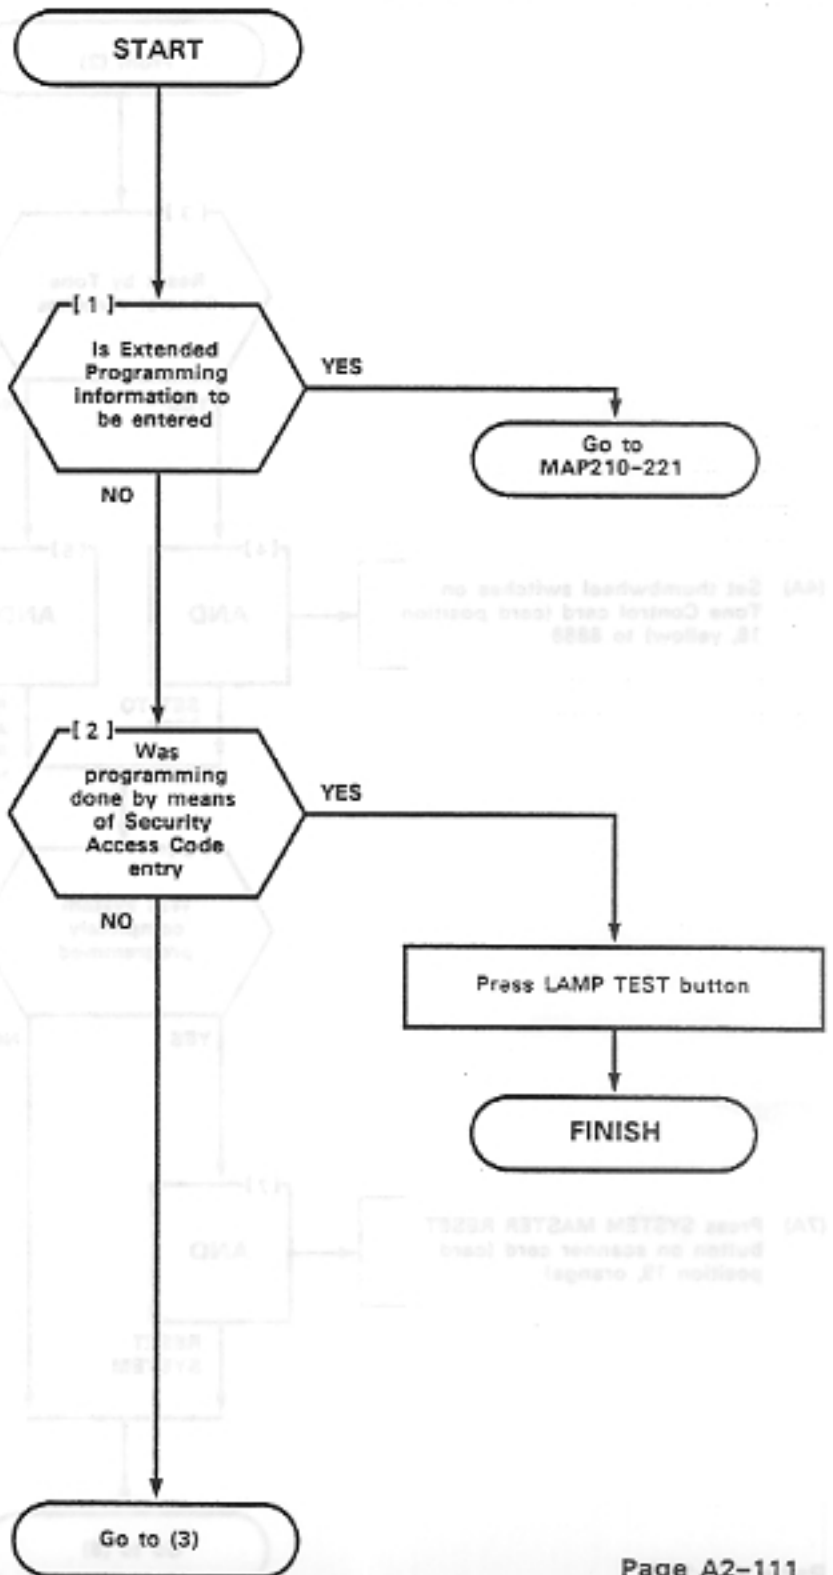 START
[ 1 ]
Is Extended
Programming
information to
be entered
YES
Go to
MAP210-221
NO
[ 2 ]
Was
programming
done by means
of Security
Access Code
entry
YES
NO
Press LAMP TEST button
FINISH
Go to (3)
Page A2-111